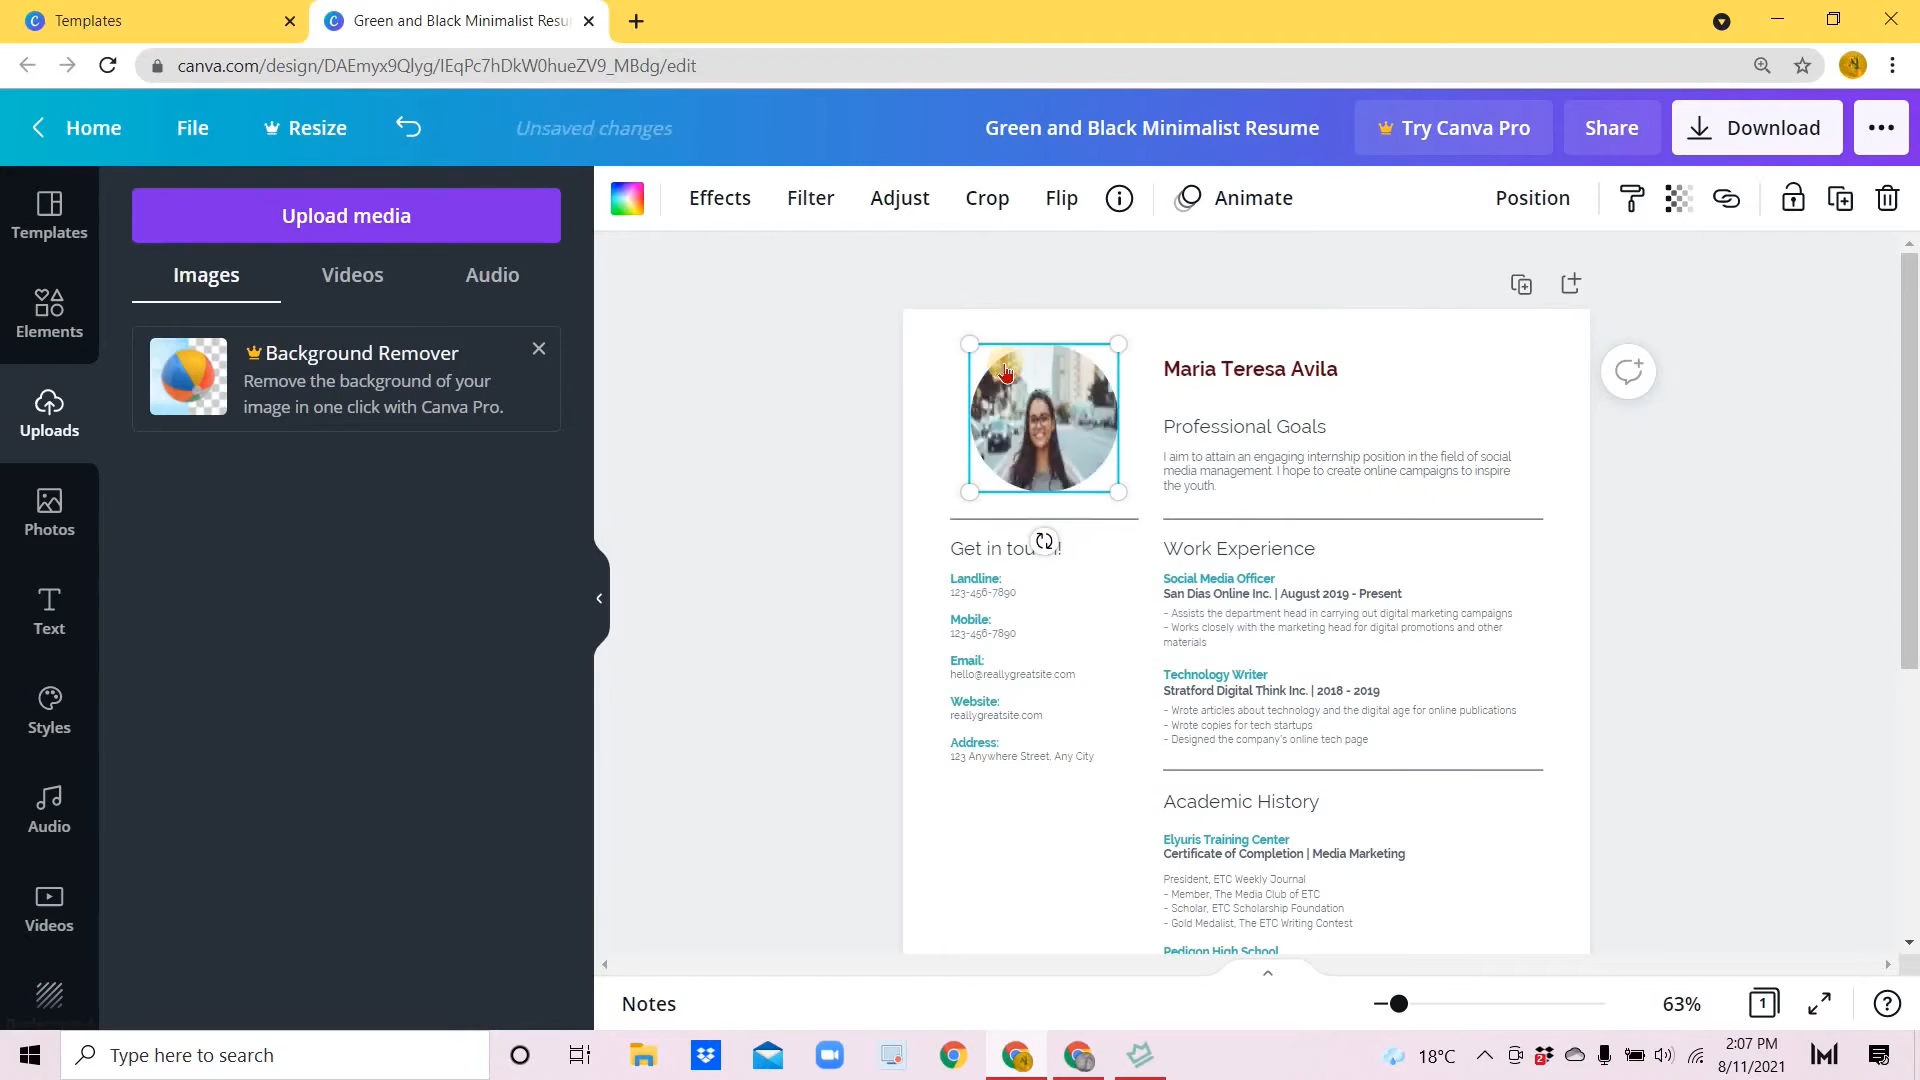 Templates
Green and Black Minimalist Resu
canva.com/design/DAEmyx9Qlyg/IEqPc7hDkW0hueZV9_MBdg/edit
Home
File
Resize
Unsaved changes
Green and Black Minimalist Resume
Try Canva Pro
Share
Download
Templates
Elements
Uploads
Photos
Text
Styles
Audio
Videos
Upload media
Images
Videos
Audio
Background Remover
Remove the background of your
image in one click with Canva Pro.
Effects
Filter
Adjust
Crop
Flip
Animate
Position
Maria Teresa Avila
Professional Goals
I aim to attain an engaging internship position in the field of social
media management. I hope to create online campaigns to inspire
the youth.
Get in tou
!
Landline:
123-456-7890
Mobile:
123-456-7890
Email:
hello@reallygreatsite.com
Website:
reallygreatsite.com
Address:
123 Anywhere Street, Any City
Work Experience
Social Media Officer
San Dias Online Inc. | August 2019 - Present
- Assists the department head in carrying out digital marketing campaigns
- Works closely with the marketing head for digital promotions and other
materials
Technology Writer
Stratford Digital Think Inc. | 2018 - 2019
- Wrote articles about technology and the digital age for online publications
- Wrote copies for tech startups
- Designed the company's online tech page
Academic History
Elyuris Training Center
Certificate of Completion | Media Marketing
President, ETC Weekly Journal
- Member, The Media Club of ETC
- Scholar, ETC Scholarship Foundation
- Gold Medalist, The ETC Writing Contest
Pedigon High School
Notes
63%
1
Type here to search
18°C
2:07 PM
8/11/2021